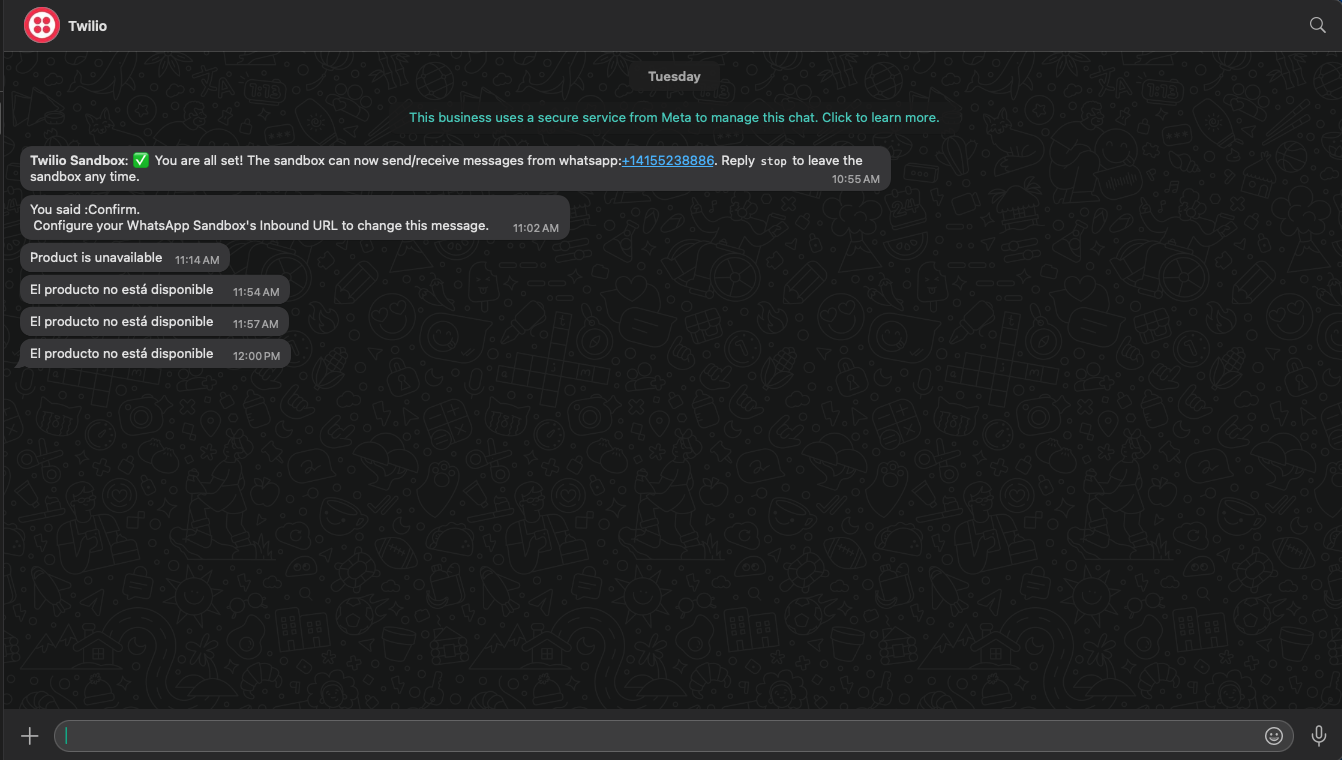 Twilio
Tuesday
This business uses a secure service from Meta to manage this chat. Click to learn more.
Twilio Sandbox: ✅ You are all set! The sandbox can now send/receive messages from whatsapp:+14155238886. Reply stop to leave the
sandbox any time.
10:55 AM
You said :Confirm.
Configure your WhatsApp Sandbox's Inbound URL to change this message. 11:02 AM
Product is unavailable 11:14 AM
El producto no está disponible 11:54 AM
El producto no está disponible 11:57 AM
El producto no está disponible 12:00 PM